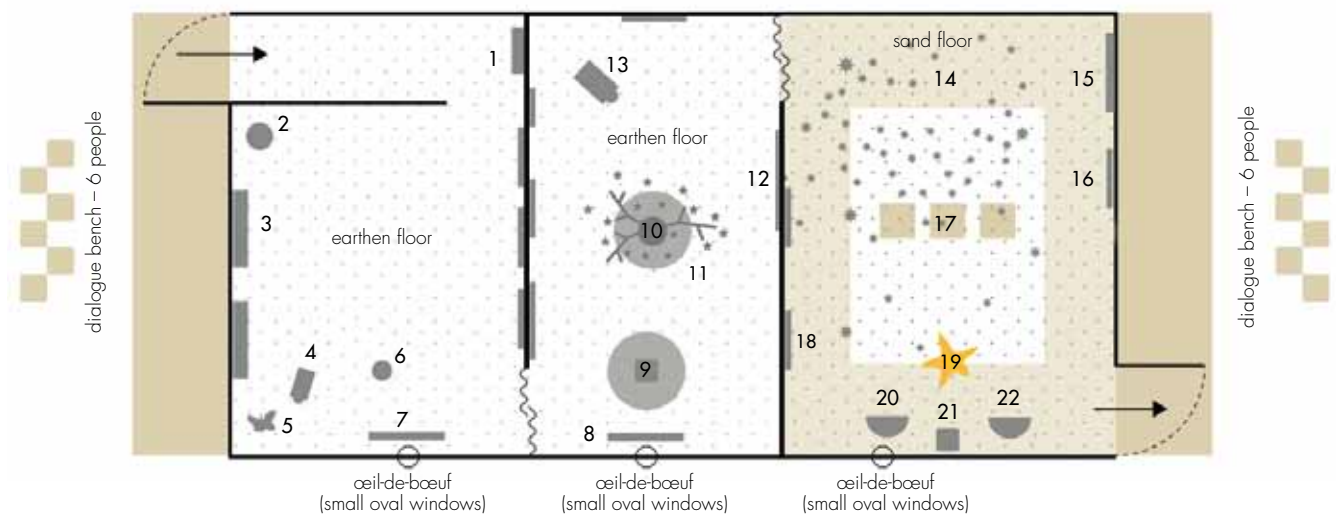 dialogue bench – 6 people
1
2
3
earthen floor
4
5
6
7
œil-de-bœuf
(small oval windows)
13
earthen floor
12
10
11
9
8
œil-de-bœuf
(small oval windows)
sand floor
14
15
16
17
18
19
20
21
22
œil-de-bœuf
(small oval windows)
dialogue bench – 6 people